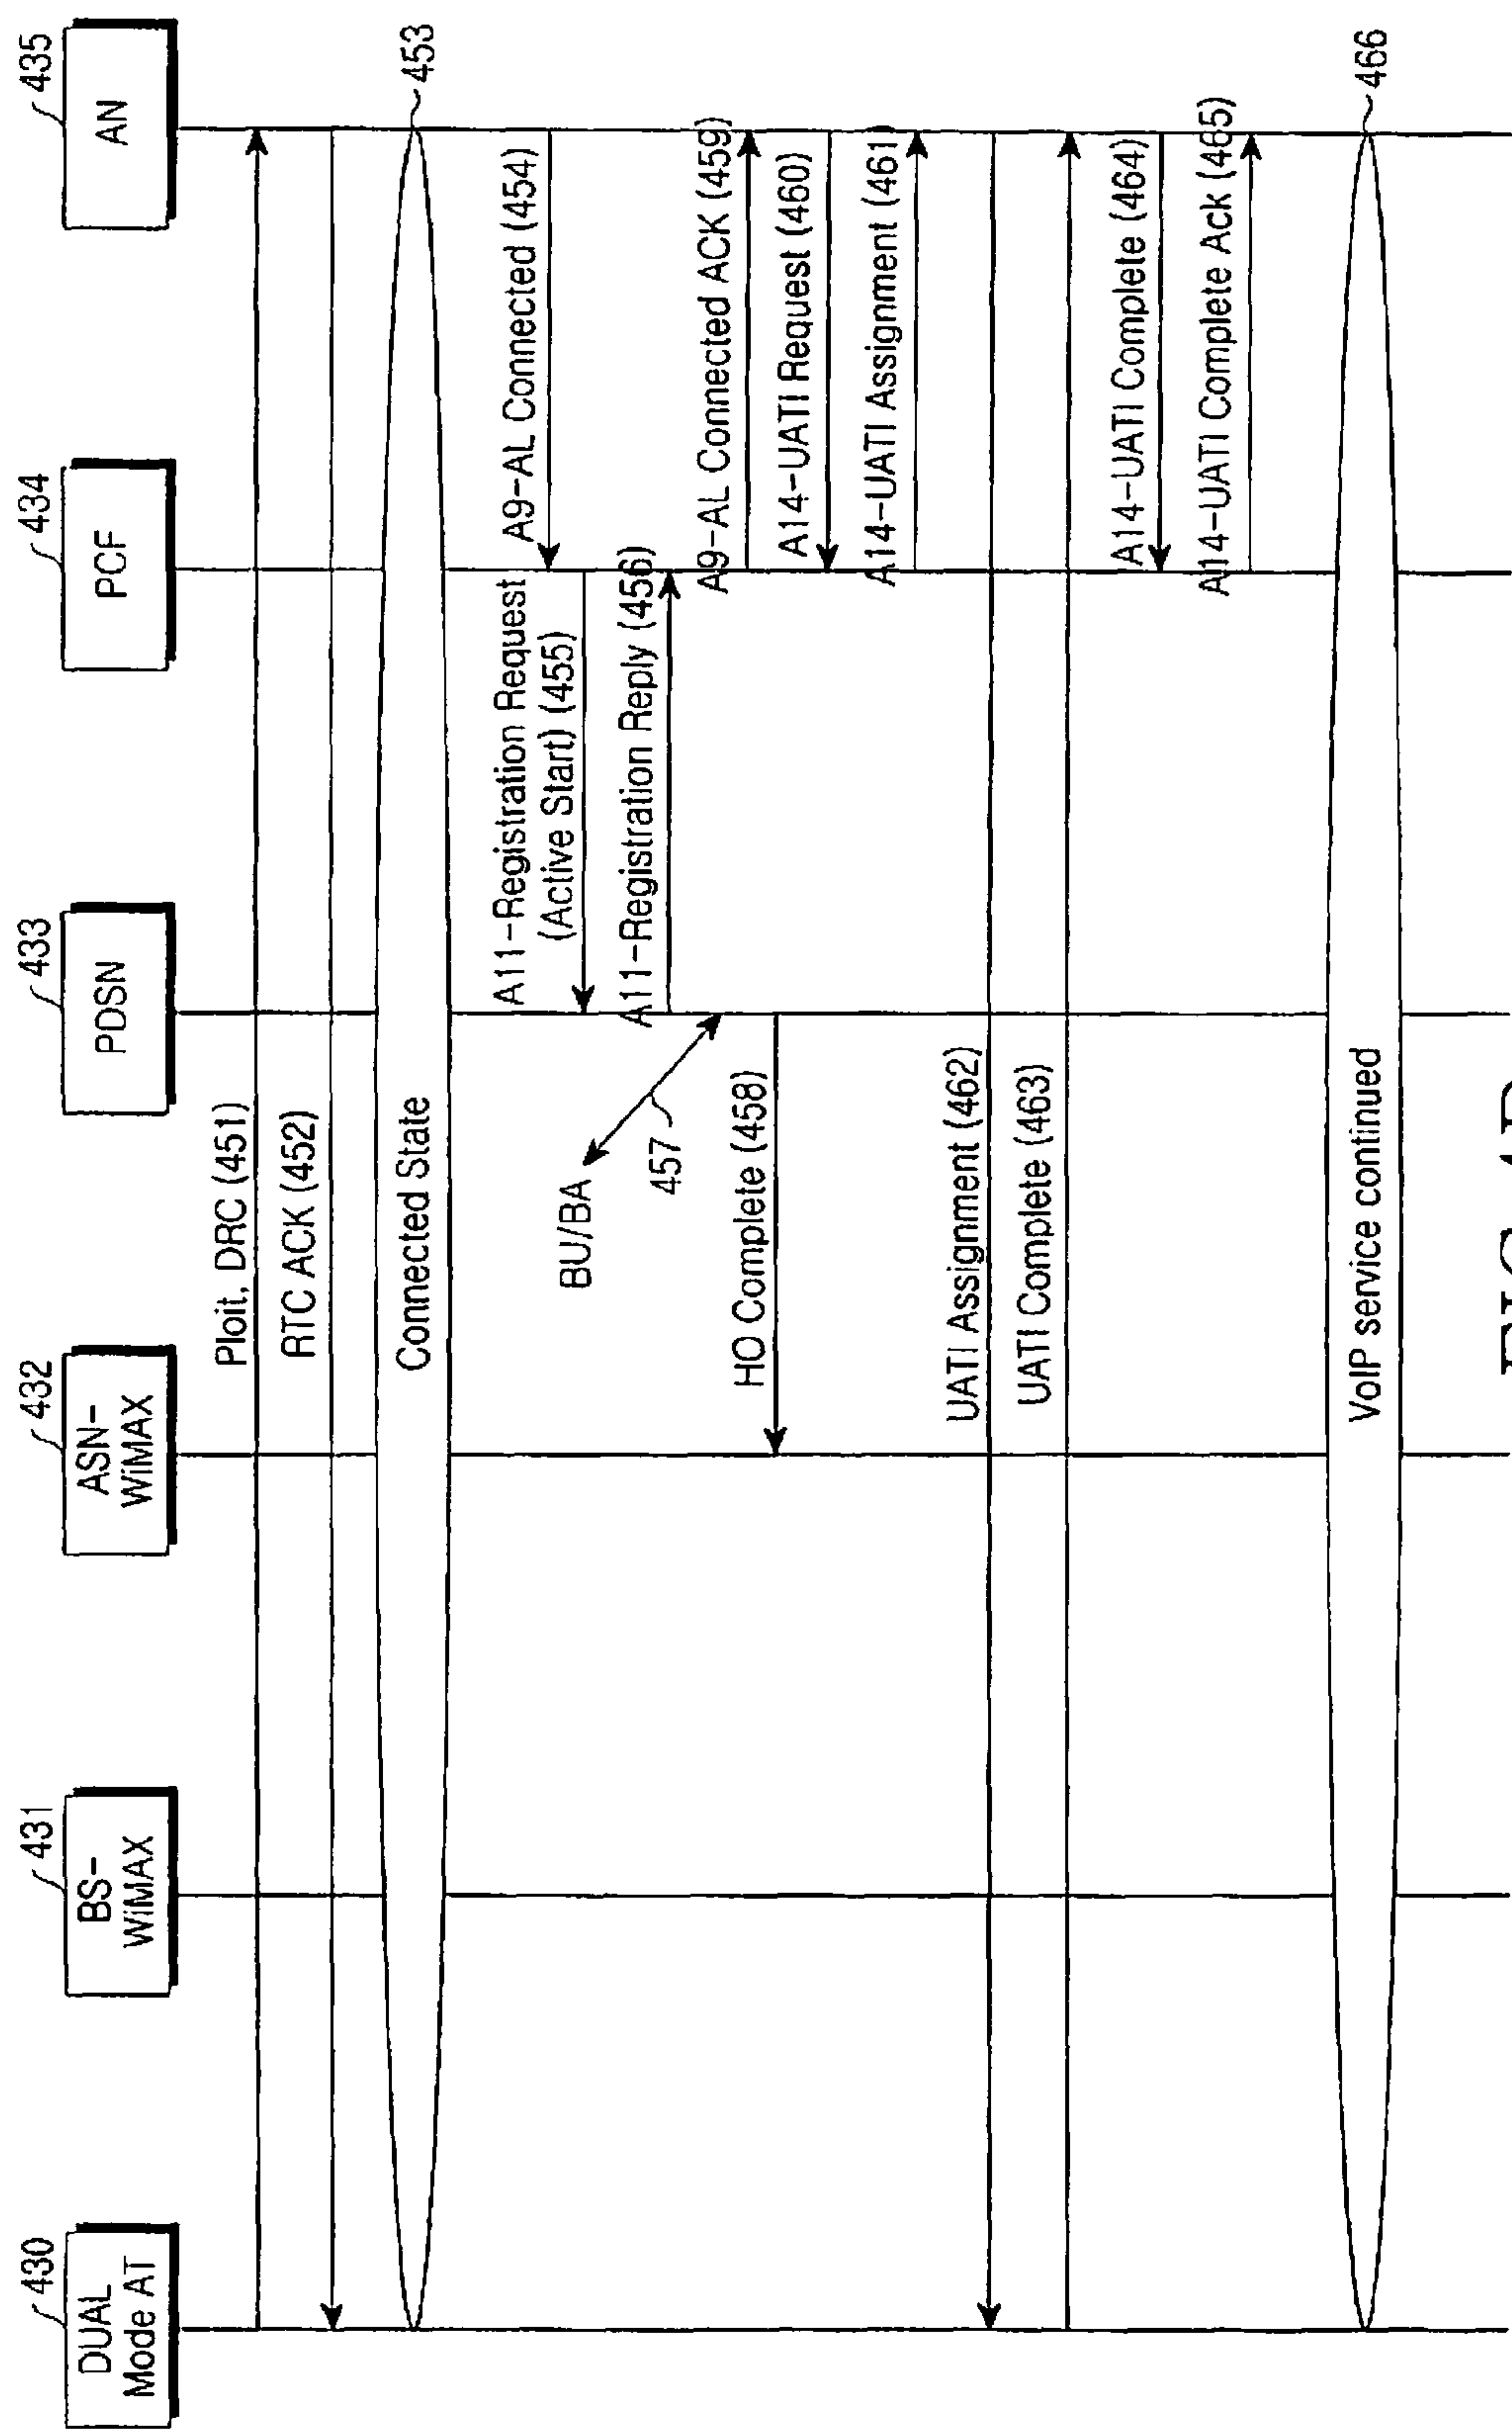 430
DUAL
Mode AT
431
BS-
WiMAX
432
ASN-
WiMAX
433
PDSN
434
PCF
435
AN
Ploit, DRC (451)
RTC ACK (452)
Connected State
453
A9-AL Connected (454)
A11-Registration Request
(Active Start) (455)
A11-Registration Reply (456)
BU/BA
457
HO Complete (458)
A9-AL Connected ACK (459)
A14-UATI Request (460)
A14-UATI Assignment (461)
UATI Assignment (462)
UATI Complete (463)
A14-UATI Complete (464)
A14-UATI Complete Ack (465)
VoIP service continued
466